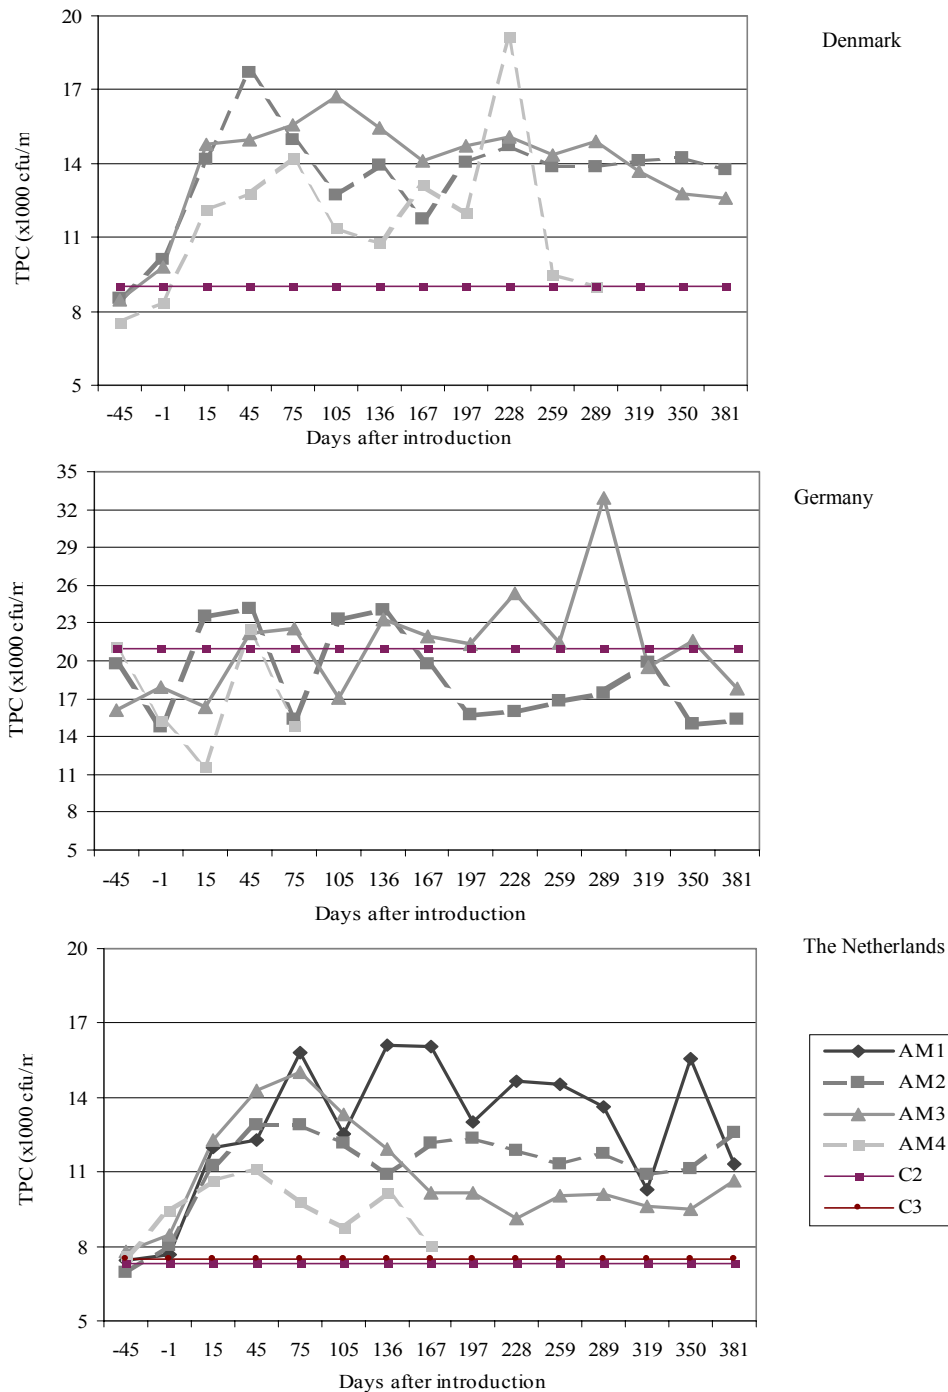 20
Denmark
17
14
11
8
5
TPC (x1000 cfu/m
-45 -1 15 45 75 105 136 167 197 228 259 289 319 350 381
Days after introduction
35
Germany
32
29
26
23
20
17
14
11
8
5
TPC (x1000 cfu/m
-45 -1 15 45 75 105 136 167 197 228 259 289 319 350 381
Days after introduction
20
The Netherlands
17
14
11
8
5
TPC (x1000 cfu/m
AM1
AM2
AM3
AM4
C2
C3
-45 -1 15 45 75 105 136 167 197 228 259 289 319 350 381
Days after introduction